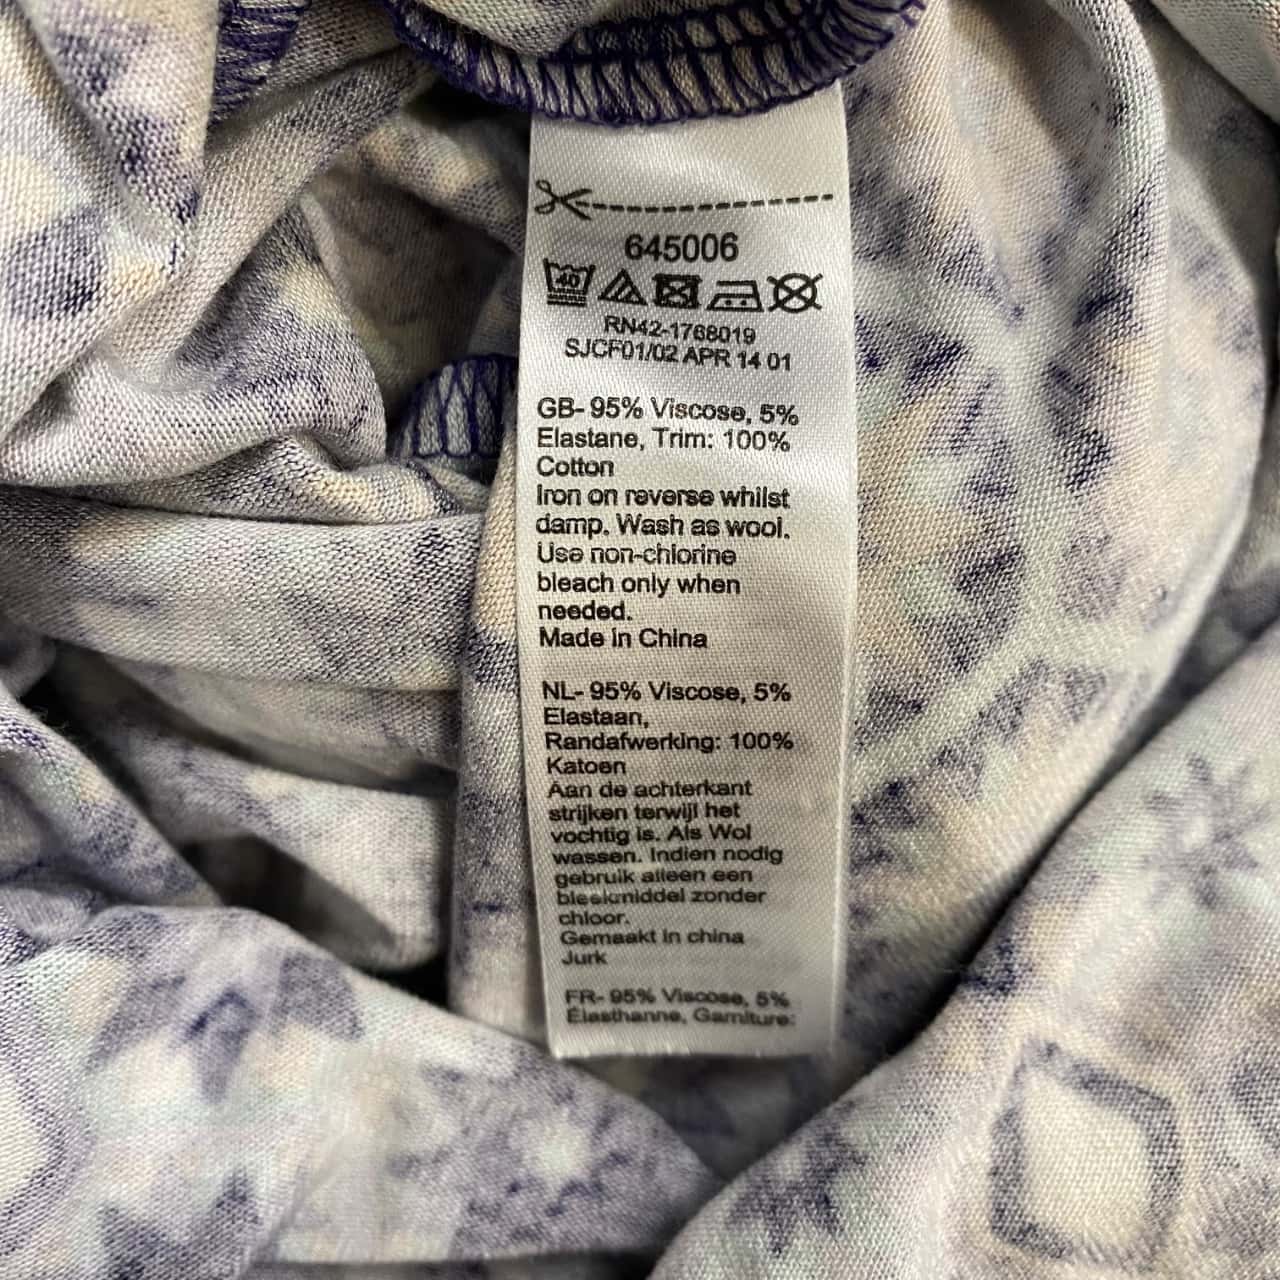 645006
40
RN42-1768019
SJCF01/02 APR 14 01
GB- 95% Viscose, 5%
Elastane, Trim: 100%
Cotton
Iron on reverse whilst
damp. Wash as wool.
Use non-chlorine
bleach only when
needed.
Made in China
NL- 95% Viscose, 5%
Elastaan,
Randafwerking: 100%
Katoen
Aan de achterkant
strijken terwijl het
vochtig is. Als Wol
wassen. Indien nodig
gebruik alleen een
bleekmiddel zonder
chloor.
Gemaakt in china
Jurk
FR- 95% Viscose, 5%
Élasthanne, Garniture: